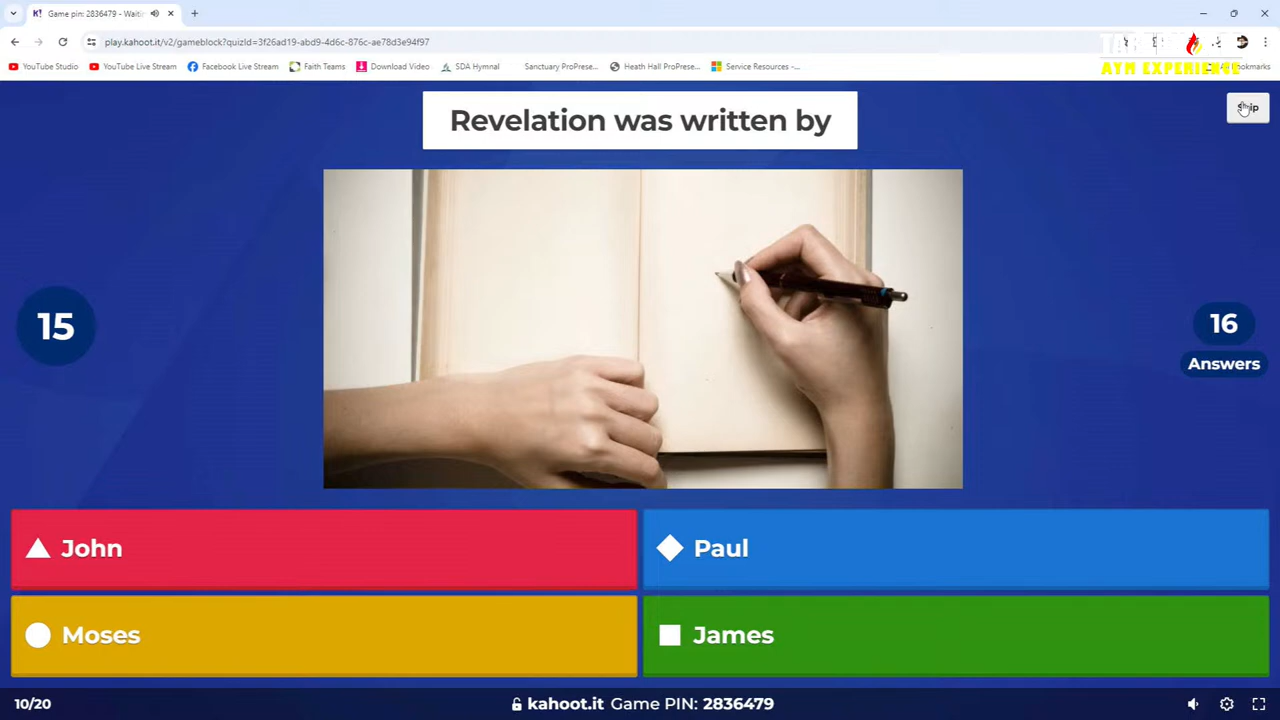 Game pin: 2836479 - Waiti
play.kahoot.it/v2/gameblock?quizId=3f26ad19-abd9-4d6c-876c-ae78d3e94f97
YouTube Studio
YouTube Live Stream
Facebook Live Stream
Faith Teams
Download Video
SDA Hymnal
Sanctuary ProPrese...
Heath Hall ProPrese...
Service Resources -...
Bookmarks
AYM EXPERIENCE
Revelation was written by
Skip
15
16
Answers
John
Paul
Moses
James
10/20
kahoot.it Game PIN: 2836479